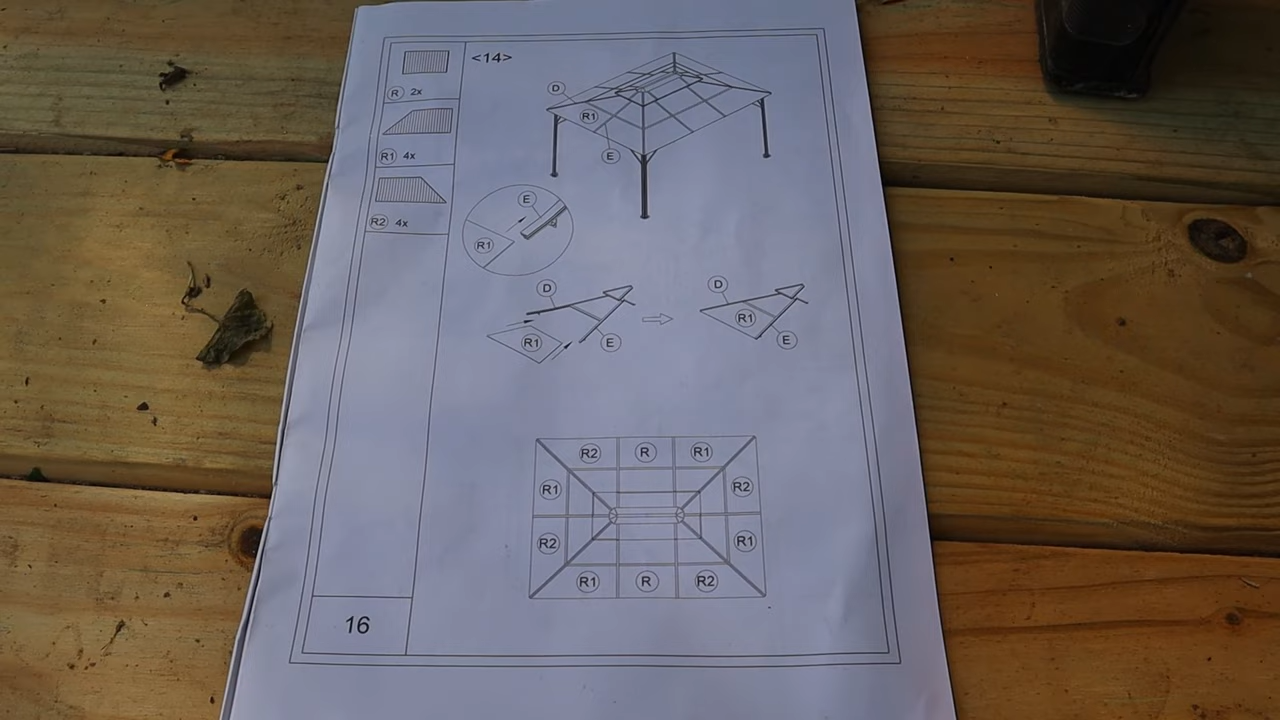 R 2x
R1 4x
R2 4x
<14>
D
R1
E
E
R1
D
R1
E
D
R1
E
R2 R R1
R1 R2
R2 R1
R1 R R2
16